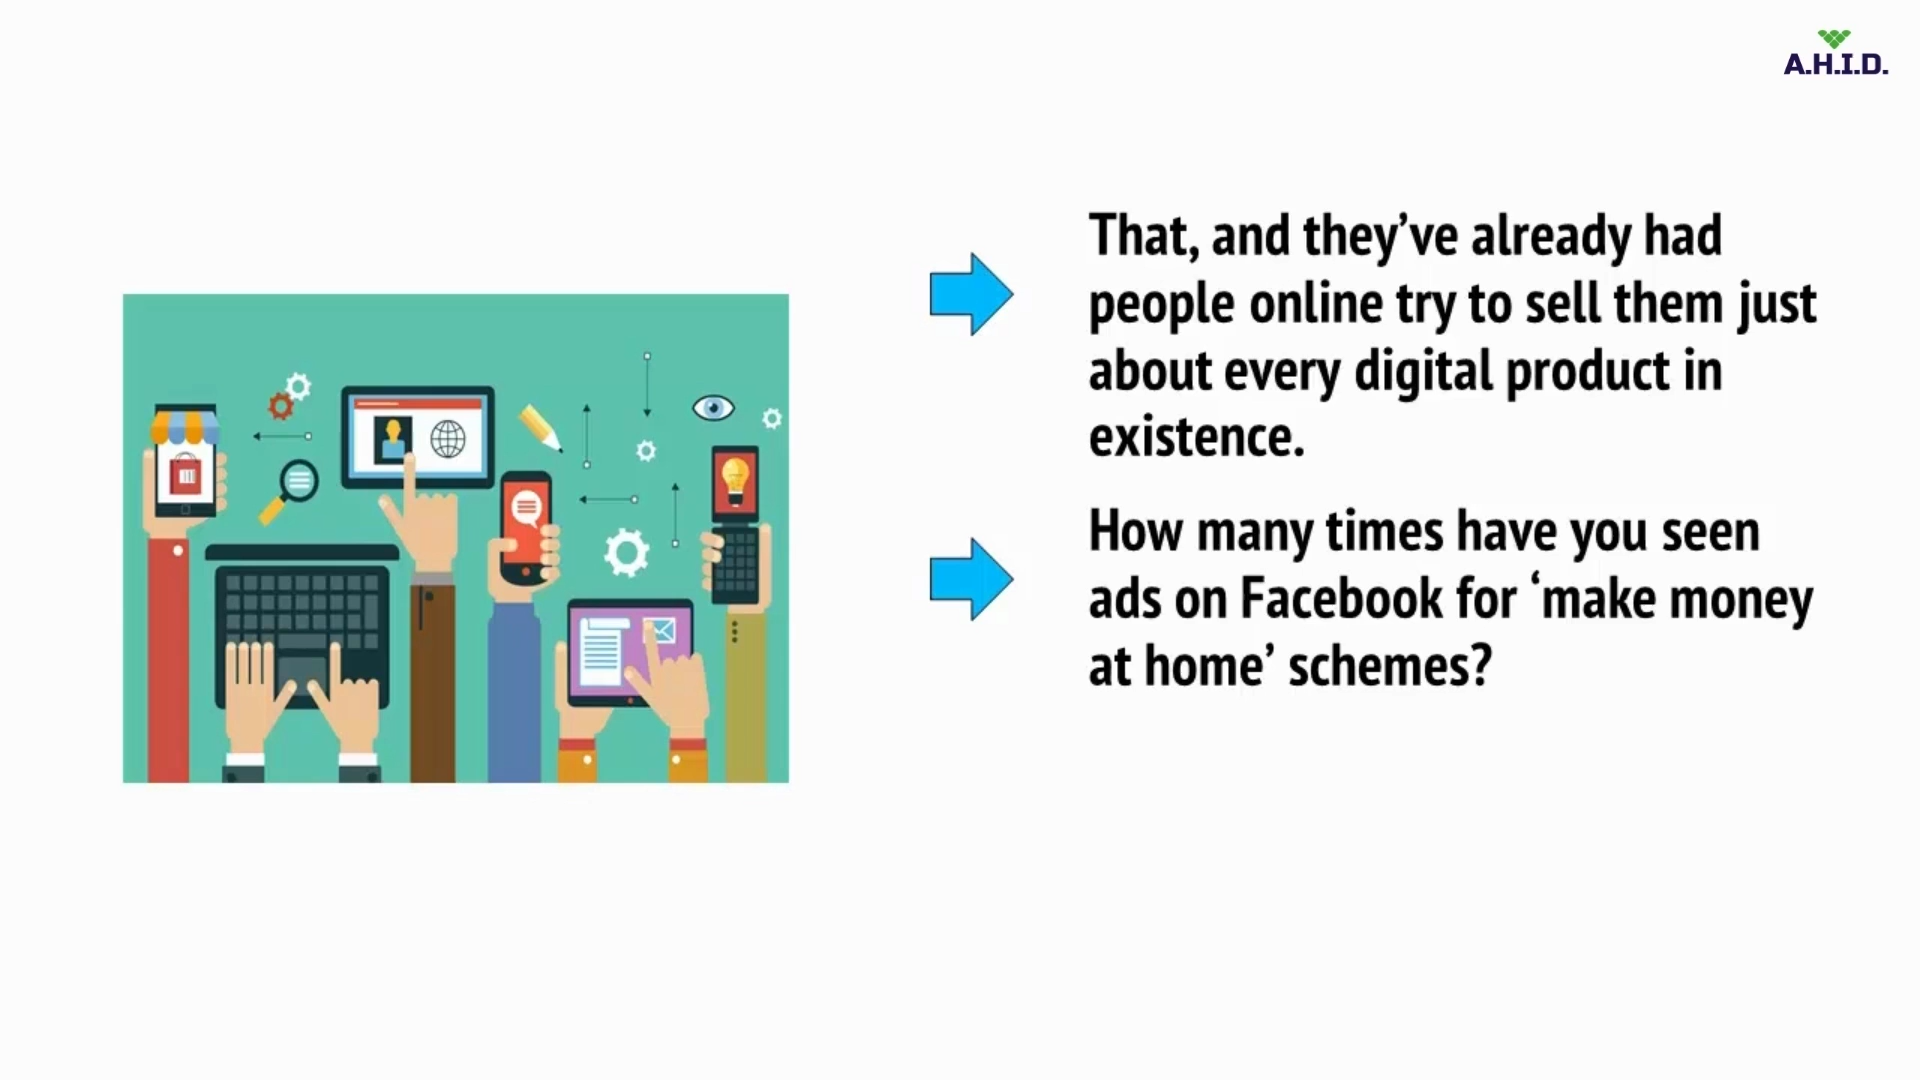 A.H.I.D.
That, and they’ve already had
people online try to sell them just
about every digital product in
existence.
How many times have you seen
ads on Facebook for ‘make money
at home’ schemes?